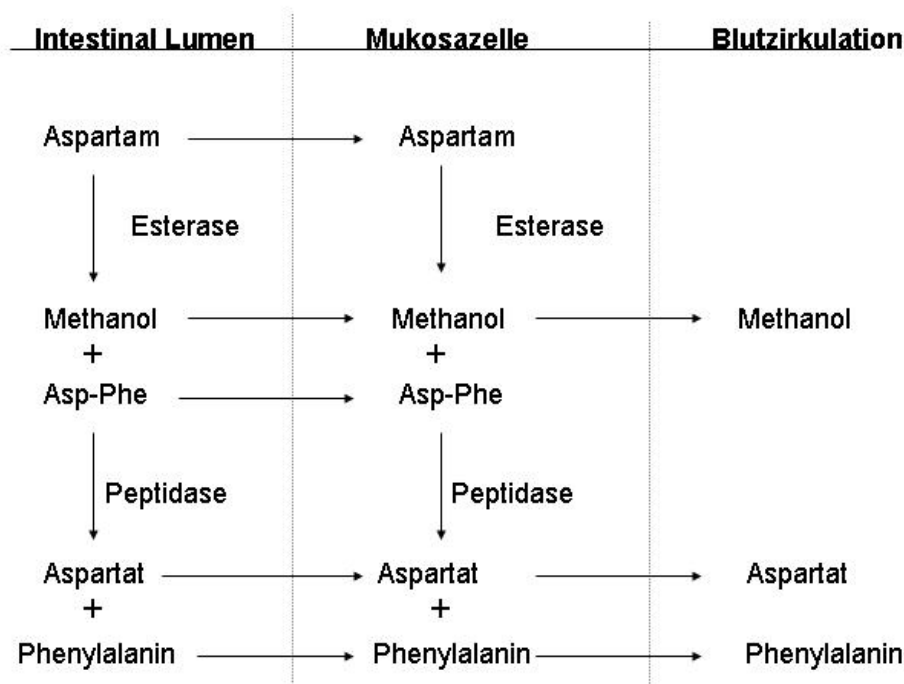 Intestinal Lumen Mukosazelle Blutzirkulation
Aspartam Aspartam
Esterase Esterase
Methanol Methanol Methanol
+ +
Asp-Phe Asp-Phe
Peptidase Peptidase
Aspartat Aspartat Aspartat
+ +
Phenylalanin Phenylalanin Phenylalanin